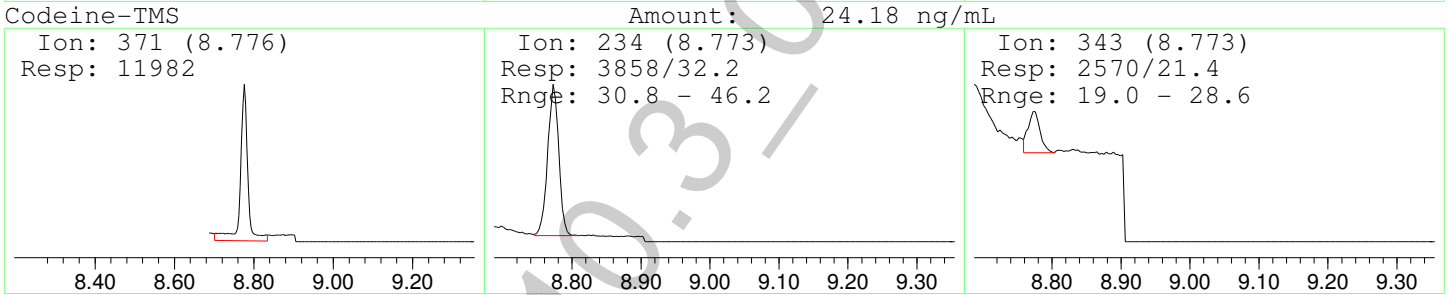 Codeine-TMS Amount: 24.18 ng/mL
Ion: 371 (8.776)
Resp: 11982
Ion: 234 (8.773)
Resp: 3858/32.2
Rnge: 30.8 - 46.2
Ion: 343 (8.773)
Resp: 2570/21.4
Rnge: 19.0 - 28.6
8.40 8.60 8.80 9.00 9.20
8.80 8.90 9.00 9.10 9.20 9.30
8.80 8.90 9.00 9.10 9.20 9.30